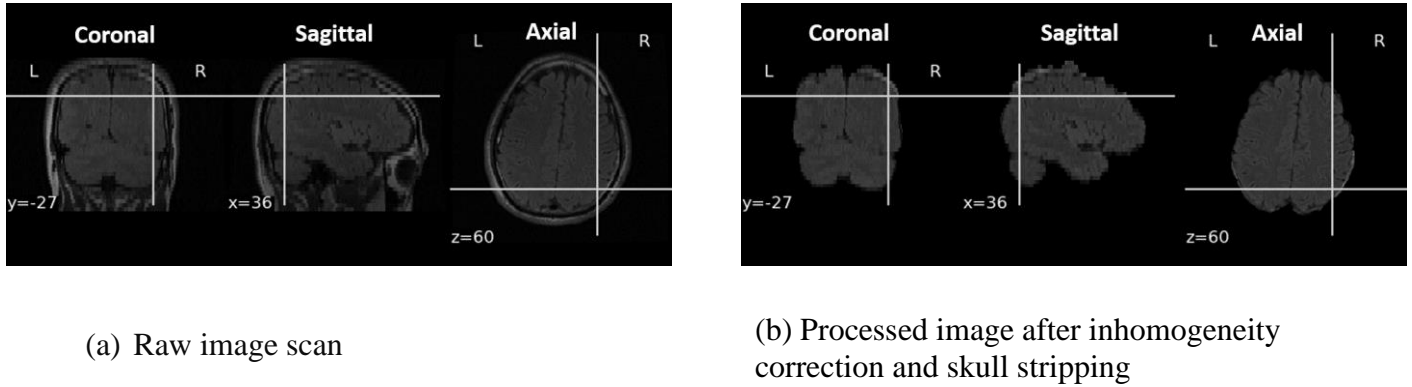 Coronal Sagittal Axial
L R L R
y=-27 x=36 z=60
(a) Raw image scan
Coronal Sagittal Axial
L R L R
y=-27 x=36 z=60
(b) Processed image after inhomogeneity
correction and skull stripping